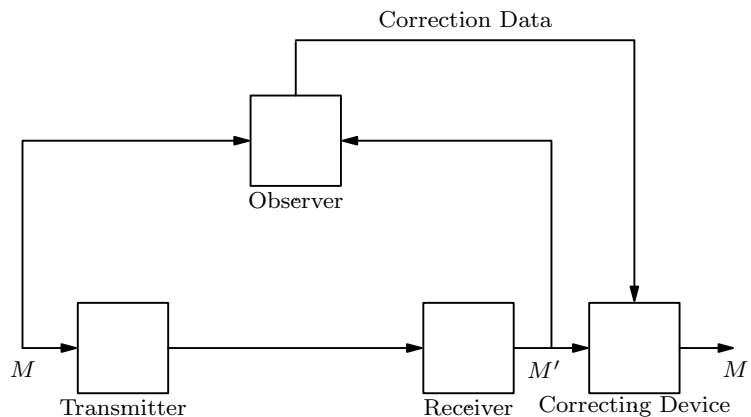 Correction Data
Observer
M
M′
M
Transmitter
Receiver
Correcting Device